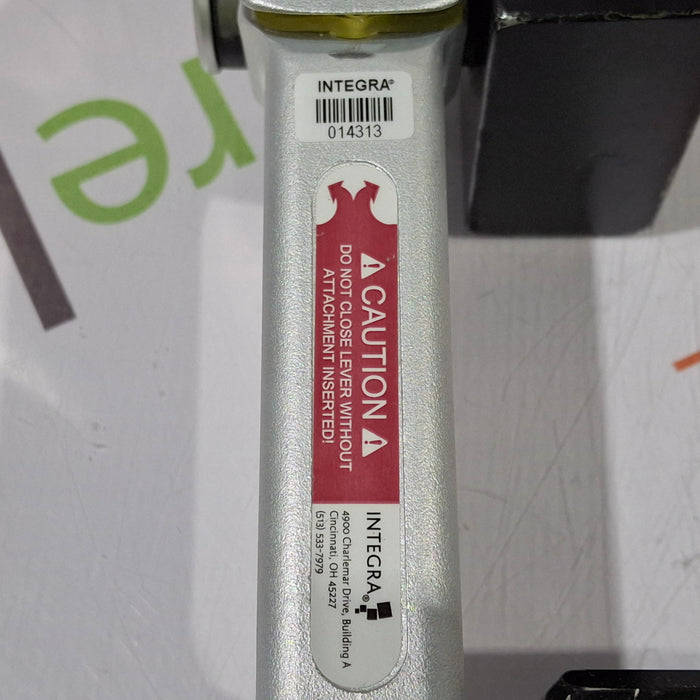 INTEGRA®
014313
⚠ CAUTION ⚠
DO NOT CLOSE LEVER WITHOUT
ATTACHMENT INSERTED!
INTEGRA®
4900 Charlemar Drive, Building A
Cincinnati, OH 45227
(513) 533-7979
re